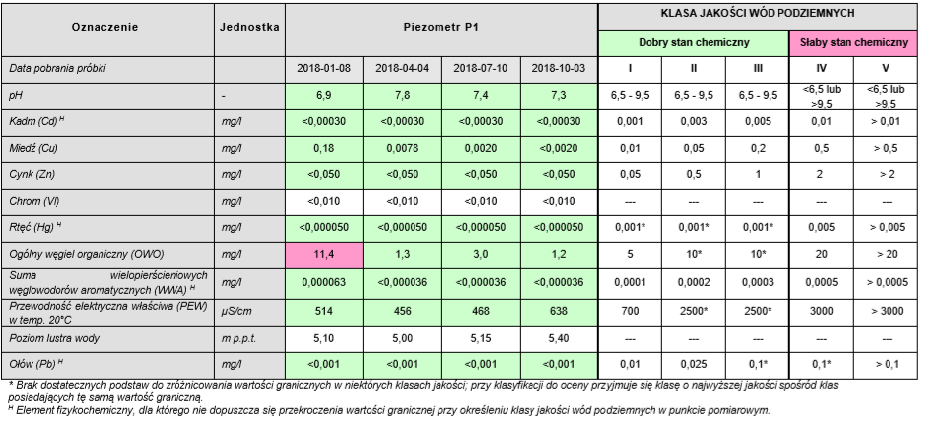 Oznaczenie Jednostka Piezometr P1 KLASA JAKOŚCI WÓD PODZIEMNYCH
Dobry stan chemiczny Słaby stan chemiczny
Data pobrania próbki 2018-01-08 2018-04-04 2018-07-10 2018-10-03 I II III IV V
pH - 6,9 7,8 7,4 7,3 6,5 - 9,5 6,5 - 9,5 6,5 - 9,5 <6,5 lub >9,5 <6,5 lub >9,5
Kadm (Cd) H mg/l <0,00030 <0,00030 <0,00030 <0,00030 0,001 0,003 0,005 0,01 > 0,01
Miedź (Cu) mg/l 0,18 0,0078 0,0020 <0,0020 0,01 0,05 0,2 0,5 > 0,5
Cynk (Zn) mg/l <0,050 <0,050 <0,050 <0,050 0,05 0,5 1 2 > 2
Chrom (VI) mg/l <0,010 <0,010 <0,010 <0,010 --- --- --- --- ---
Rtęć (Hg) H mg/l <0,000050 <0,000050 <0,000050 <0,000050 0,001* 0,001* 0,001* 0,005 > 0,005
Ogólny węgiel organiczny (OWO) mg/l 11,4 1,3 3,0 1,2 5 10* 10* 20 > 20
Suma wielopierścieniowych
węglowodorów aromatycznych (WWA) H mg/l 0,000063 <0,000036 <0,000036 <0,000036 0,0001 0,0002 0,0003 0,0005 > 0,0005
Przewodność elektryczna właściwa (PEW)
w temp. 20°C µS/cm 514 456 468 638 700 2500* 2500* 3000 > 3000
Poziom lustra wody m p.p.t. 5,10 5,00 5,15 5,40 --- --- --- --- ---
Ołów (Pb) H mg/l <0,001 <0,001 <0,001 <0,001 0,01 0,025 0,1* 0,1* > 0,1
* Brak dostatecznych podstaw do zróżnicowania wartości granicznych w niektórych klasach jakości; przy klasyfikacji do oceny przyjmuje się klasę o najwyższej jakości spośród klas
posiadających tę samą wartość graniczną.
H Element fizykochemiczny, dla którego nie dopuszcza się przekroczenia wartości granicznej przy określeniu klasy jakości wód podziemnych w punkcie pomiarowym.